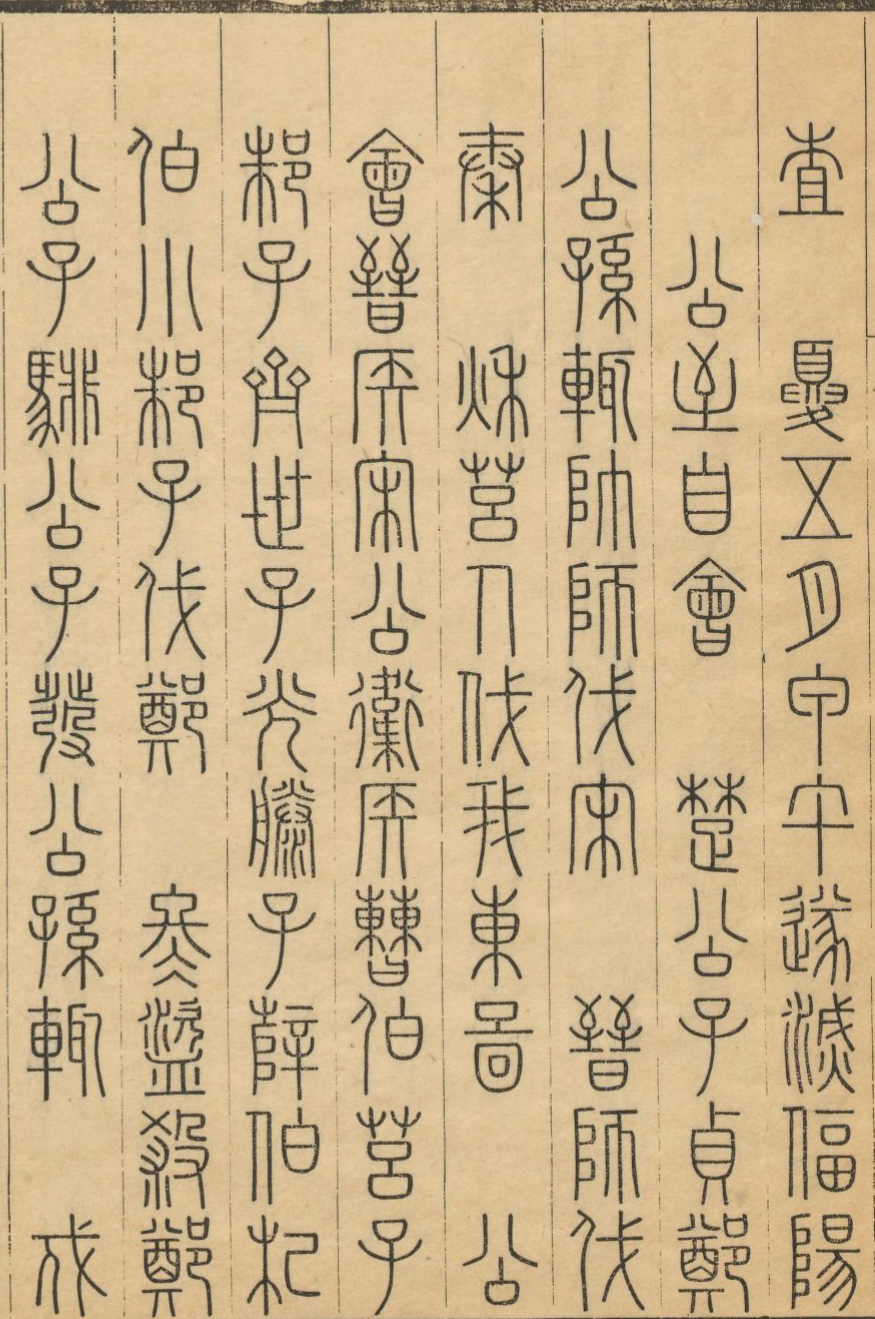 査 夏五月甲午遂滅偪陽
公至自會 楚公子貞鄭
公孫輒帥師伐宋 晉師伐
秦 秋莒人伐我東啚 公
會晉侯宋公衛侯曹伯莒子
邾子齊世子光滕子薛伯杞
伯小邾子伐鄭 冬盜殺鄭
公子騑公子發公孫輒 戍